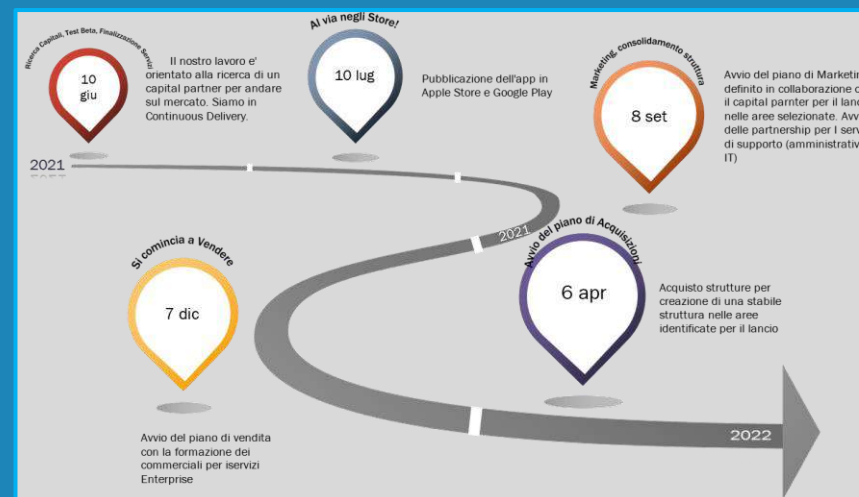 Ricerca Capitali, Test Beta, Finalizzazione Servizi
10
giu
Il nostro lavoro e'
orientato alla ricerca di un
capital partner per andare
sul mercato. Siamo in
Continuous Delivery.
Al via negli Store!
10 lug
Pubblicazione dell'app in
Apple Store e Google Play
Marketing, consolidamento struttura
8 set
Avvio del piano di Marketin
definito in collaborazione c
il capital parnter per il lanc
nelle aree selezionate. Avv
delle partnership per I serv
di supporto (amministrativ
IT)
2021
2021
Si comincia a Vendere
7 dic
Avvio del piano di vendita
con la formazione dei
commerciali per iservizi
Enterprise
Avvio del piano di Acquisizioni
6 apr
Acquisto strutture per
creazione di una stabile
struttura nelle aree
identificate per il lancio
2022